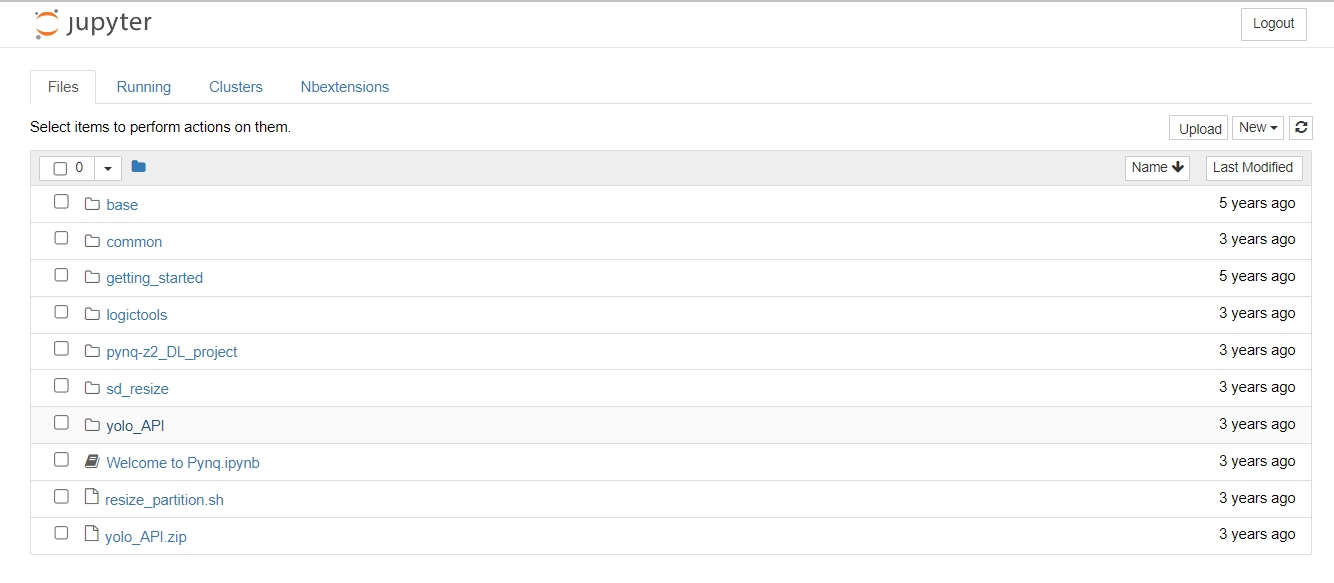 jupyter
Logout
Files Running Clusters Nbextensions
Select items to perform actions on them.
Upload New
0 Name Last Modified
base 5 years ago
common 3 years ago
getting_started 5 years ago
logictools 3 years ago
pynq-z2_DL_project 3 years ago
sd_resize 3 years ago
yolo_API 3 years ago
Welcome to Pynq.ipynb 3 years ago
resize_partition.sh 3 years ago
yolo_API.zip 3 years ago